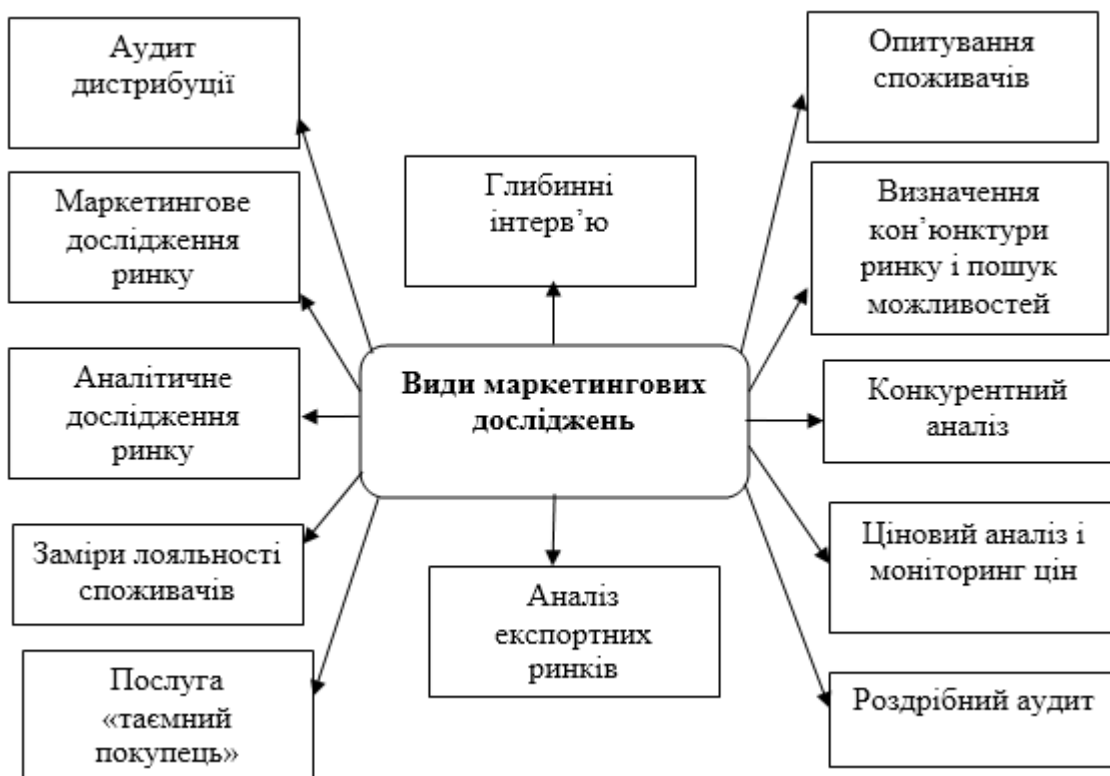 Аудит
дистрибуції
Маркетингове
дослідження
ринку
Аналітичне
дослідження
ринку
Заміри лояльності
споживачів
Послуга
«таємний
покупець»
Глибинні
інтерв’ю
Види маркетингових
досліджень
Аналіз
експортних
ринків
Опитування
споживачів
Визначення
кон’юнктури
ринку і пошук
можливостей
Конкурентний
аналіз
Ціновий аналіз і
моніторинг цін
Роздрібний аудит